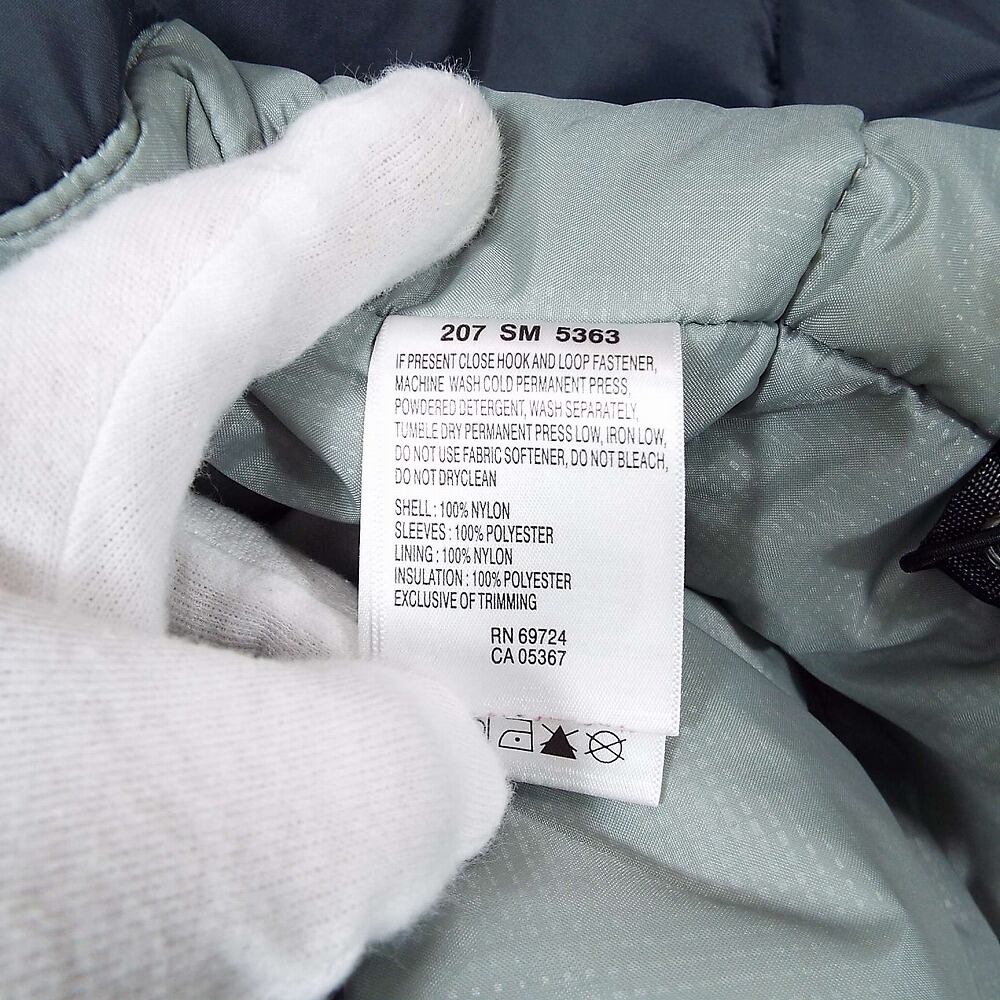 207 SM 5363
IF PRESENT CLOSE HOOK AND LOOP FASTENER,
MACHINE WASH COLD PERMANENT PRESS,
POWDERED DETERGENT, WASH SEPARATELY,
TUMBLE DRY PERMANENT PRESS LOW, IRON LOW,
DO NOT USE FABRIC SOFTENER, DO NOT BLEACH,
DO NOT DRYCLEAN
SHELL : 100% NYLON
SLEEVES : 100% POLYESTER
LINING : 100% NYLON
INSULATION : 100% POLYESTER
EXCLUSIVE OF TRIMMING
RN 69724
CA 05367